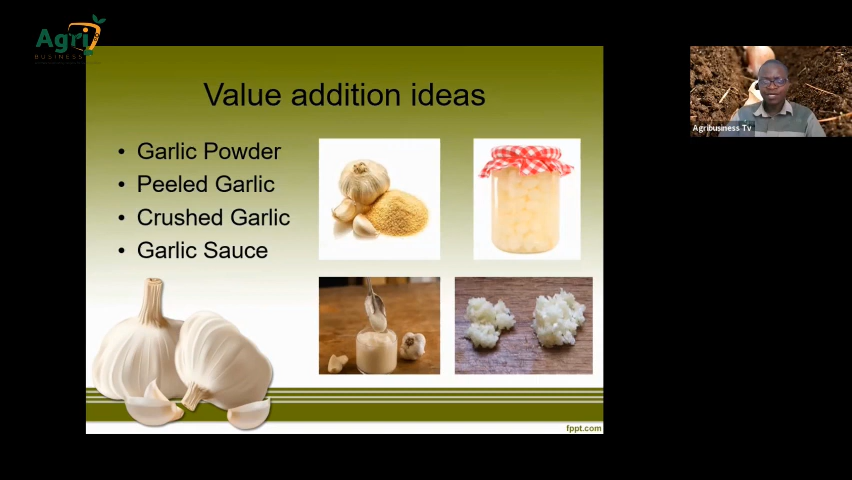 Agri
BUSINESS
Value addition ideas
• Garlic Powder
• Peeled Garlic
• Crushed Garlic
• Garlic Sauce
Agribusiness Tv
fppt.com